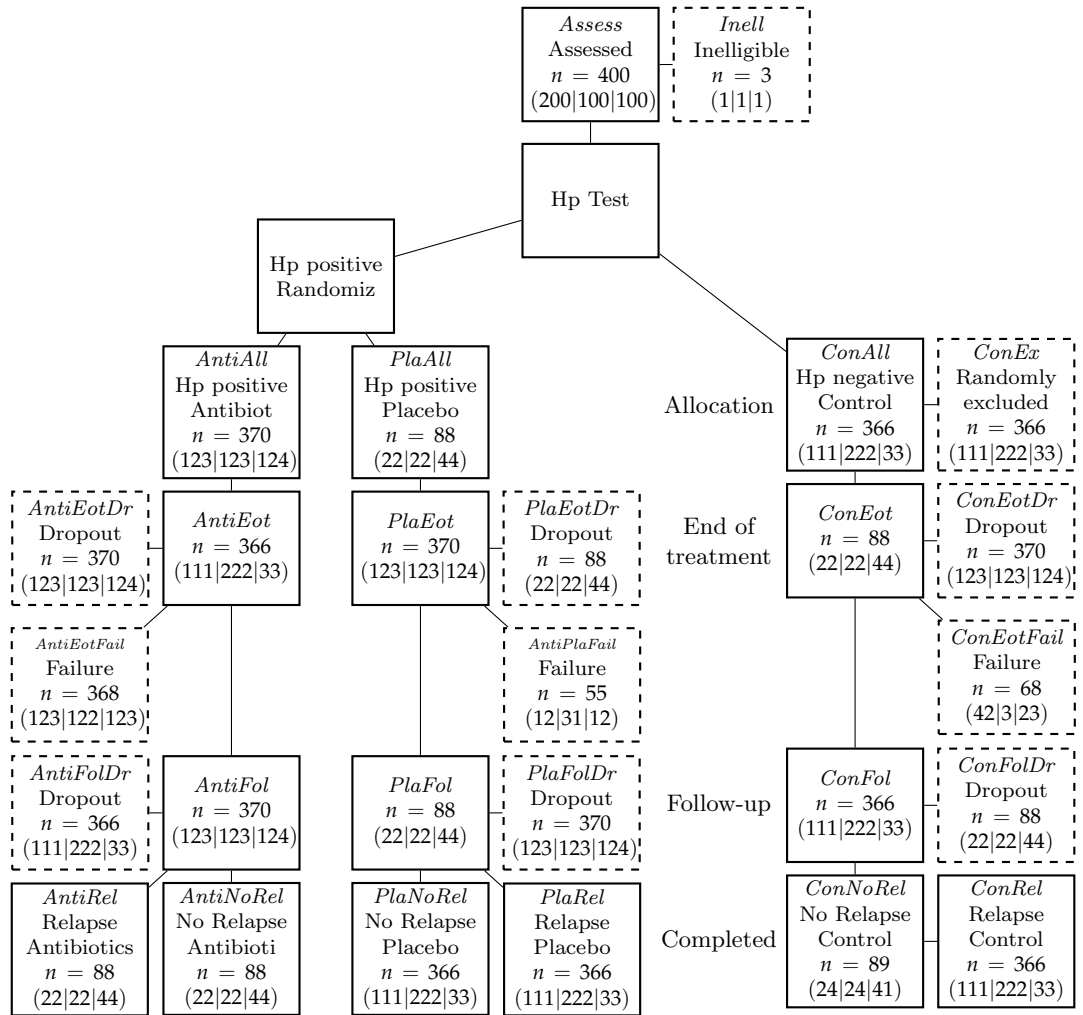 Assess
Assessed
n = 400
(200|100|100)
Inell
Inelligible
n = 3
(1|1|1)
Hp Test
Hp positive
Randomiz
AntiAll
Hp positive
Antibiot
n = 370
(123|123|124)
PlaAll
Hp positive
Placebo
n = 88
(22|22|44)
Allocation
ConAll
Hp negative
Control
n = 366
(111|222|33)
ConEx
Randomly
excluded
n = 366
(111|222|33)
AntiEotDr
Dropout
n = 370
(123|123|124)
AntiEot
n = 366
(111|222|33)
PlaEot
n = 370
(123|123|124)
PlaEotDr
Dropout
n = 88
(22|22|44)
End of
treatment
ConEot
n = 88
(22|22|44)
ConEotDr
Dropout
n = 370
(123|123|124)
AntiEotFail
Failure
n = 368
(123|122|123)
AntiPlaFail
Failure
n = 55
(12|31|12)
ConEotFail
Failure
n = 68
(42|3|23)
AntiFolDr
Dropout
n = 366
(111|222|33)
AntiFol
n = 370
(123|123|124)
PlaFol
n = 88
(22|22|44)
PlaFolDr
Dropout
n = 370
(123|123|124)
Follow-up
ConFol
n = 366
(111|222|33)
ConFolDr
Dropout
n = 88
(22|22|44)
AntiRel
Relapse
Antibiotics
n = 88
(22|22|44)
AntiNoRel
No Relapse
Antibioti
n = 88
(22|22|44)
PlaNoRel
No Relapse
Placebo
n = 366
(111|222|33)
PlaRel
Relapse
Placebo
n = 366
(111|222|33)
Completed
ConNoRel
No Relapse
Control
n = 89
(24|24|41)
ConRel
Relapse
Control
n = 366
(111|222|33)